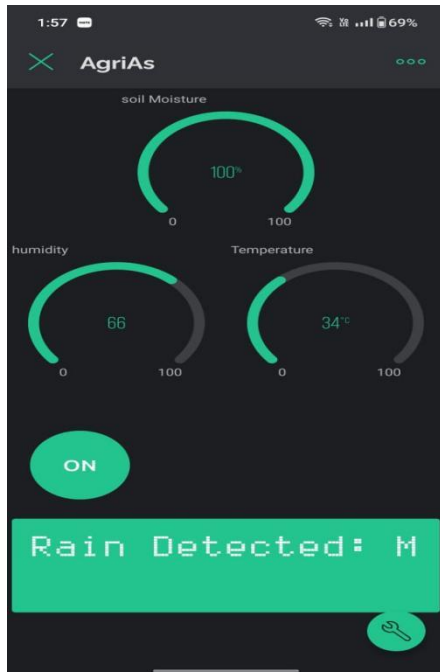 1:57 69%
AgriAs
soil Moisture
100%
0 100
humidity Temperature
66 34°C
0 100 0 100
ON
Rain Detected: M